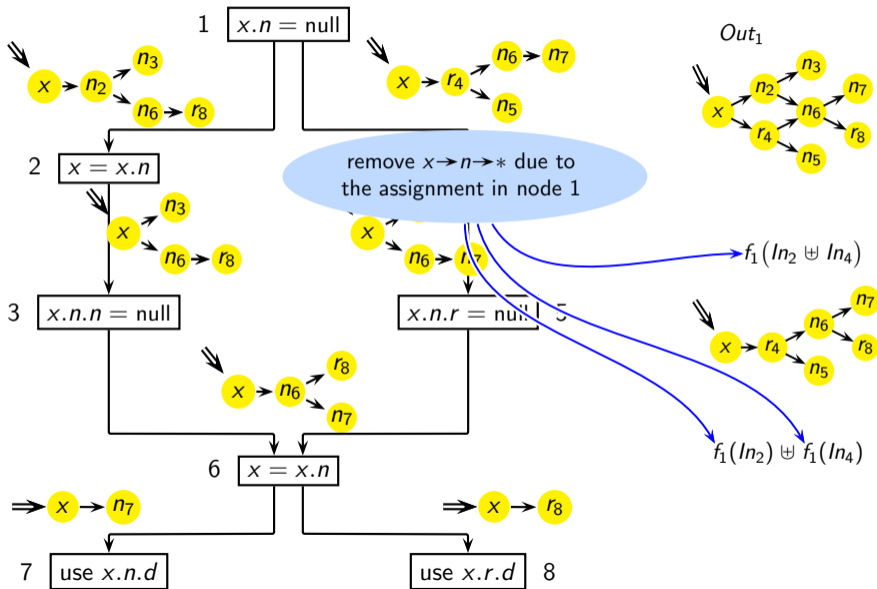 1 x.n = null
Out₁
x n₂ n₃ n₆ r₈
x r₄ n₆ n₇ n₅
x n₂ n₃ r₄ n₆ n₇ r₈ n₅
2 x = x.n
remove x→n→∗ due to
the assignment in node 1
x n₃ n₆ r₈
x n₆ n₇
f₁(In₂ ⊎ In₄)
3 x.n.n = null
x.n.r = null 5
x r₄ n₆ n₇ r₈ n₅
x n₆ r₈ n₇
f₁(In₂) ⊎ f₁(In₄)
6 x = x.n
x n₇
x r₈
7 use x.n.d
use x.r.d 8